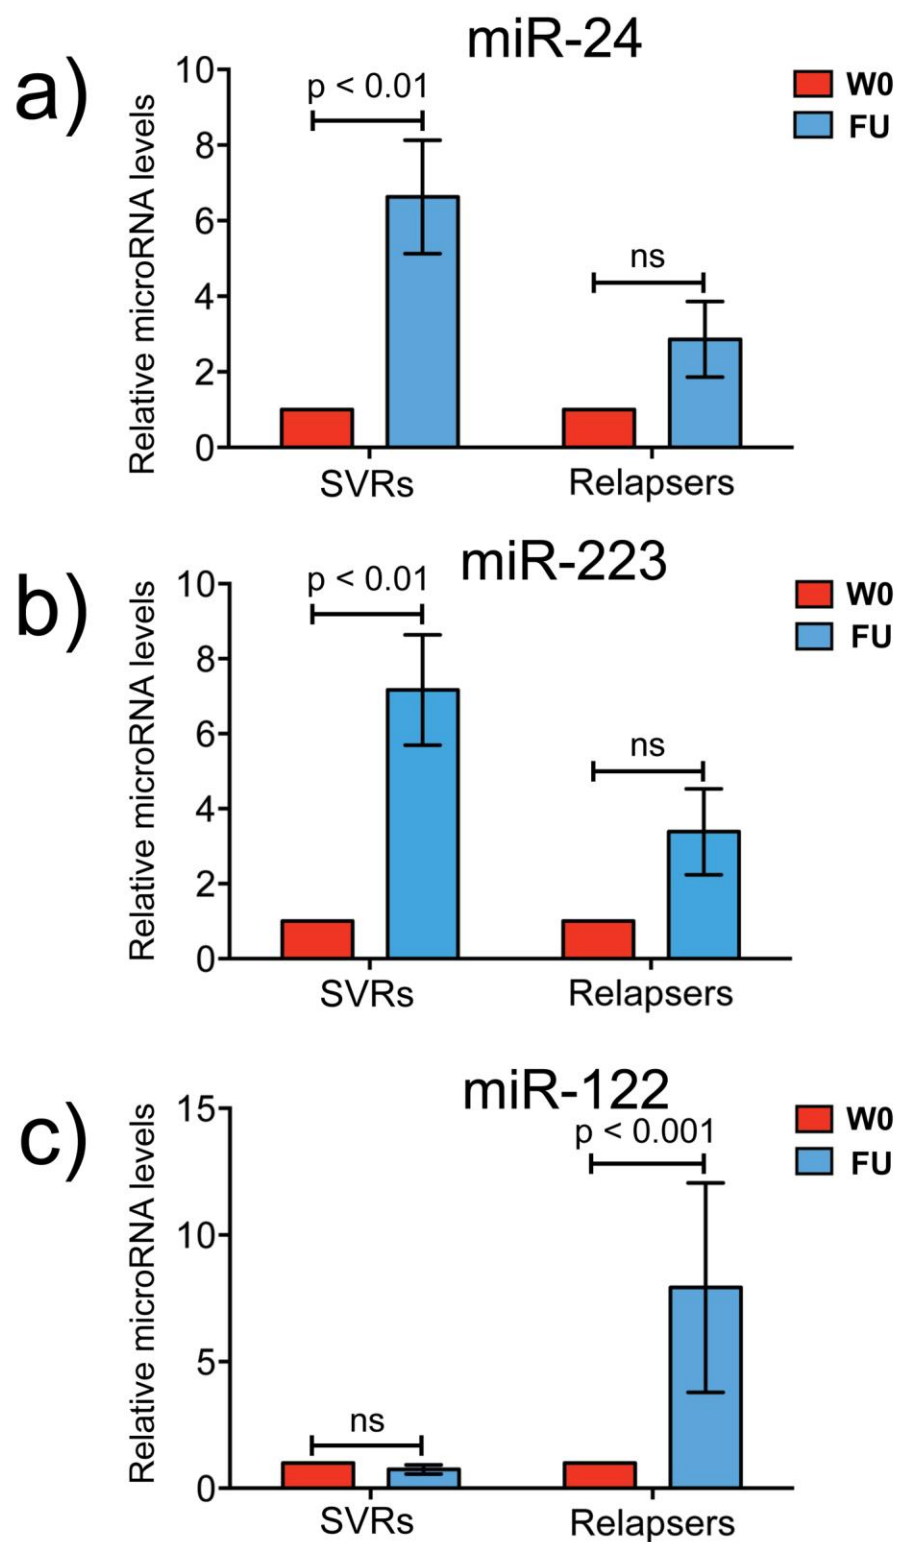 miR-24
a)
10
p < 0.01
W0
FU
8
6
ns
4
2
0
Relative microRNA levels
SVRs
Relapsers
miR-223
b)
10
p < 0.01
W0
FU
8
6
ns
4
2
0
Relative microRNA levels
SVRs
Relapsers
miR-122
c)
15
p < 0.001
W0
FU
10
5
ns
0
Relative microRNA levels
SVRs
Relapsers